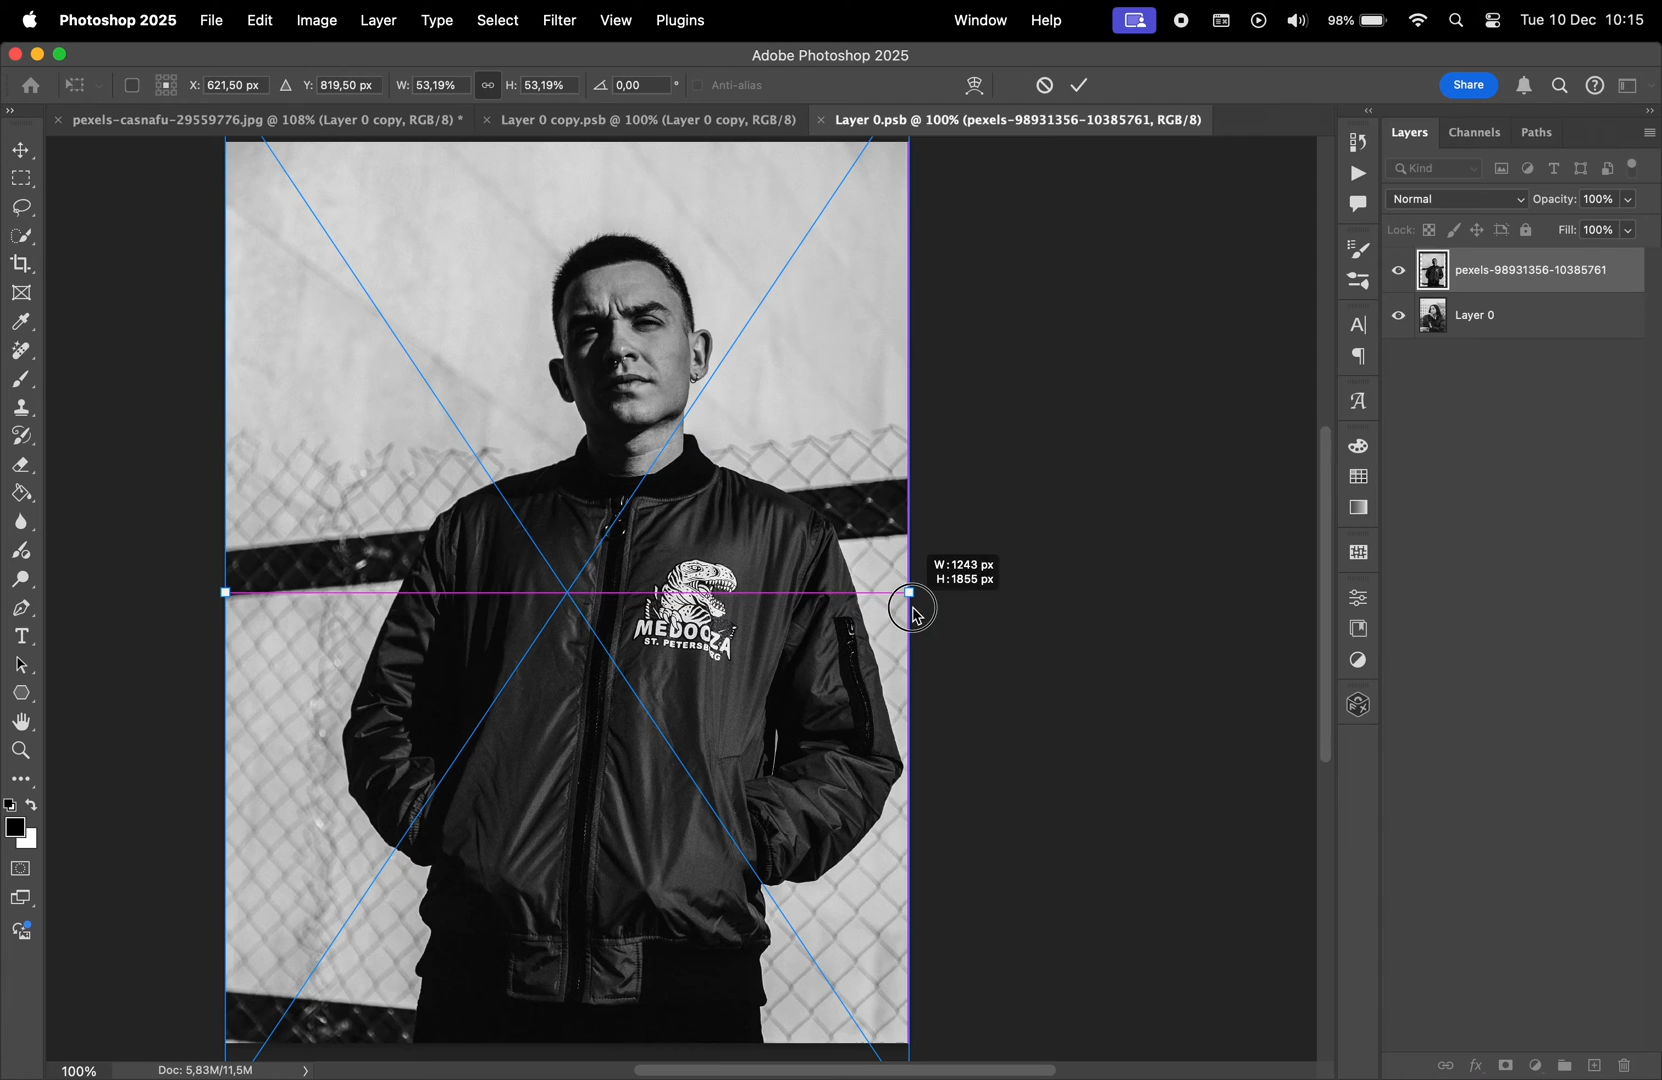 Photoshop 2025 File Edit Image Layer Type Select Filter View Plugins Window Help 98% Tue 10 Dec 10:15
Adobe Photoshop 2025
X: 621,50 px Y: 819,50 px W: 53,19% H: 53,19% 0,00 ° Anti-alias Share
pexels-casnafu-29559776.jpg @ 108% (Layer 0 copy, RGB/8) * Layer 0 copy.psb @ 100% (Layer 0 copy, RGB/8) Layer 0.psb @ 100% (pexels-98931356-10385761, RGB/8)
Layers Channels Paths
Kind
Normal Opacity: 100%
Lock: Fill: 100%
pexels-98931356-10385761
Layer 0
W: 1243 px
H: 1855 px
MEDOOZA
ST. PETERSBURG
100% Doc: 5,83M/11,5M